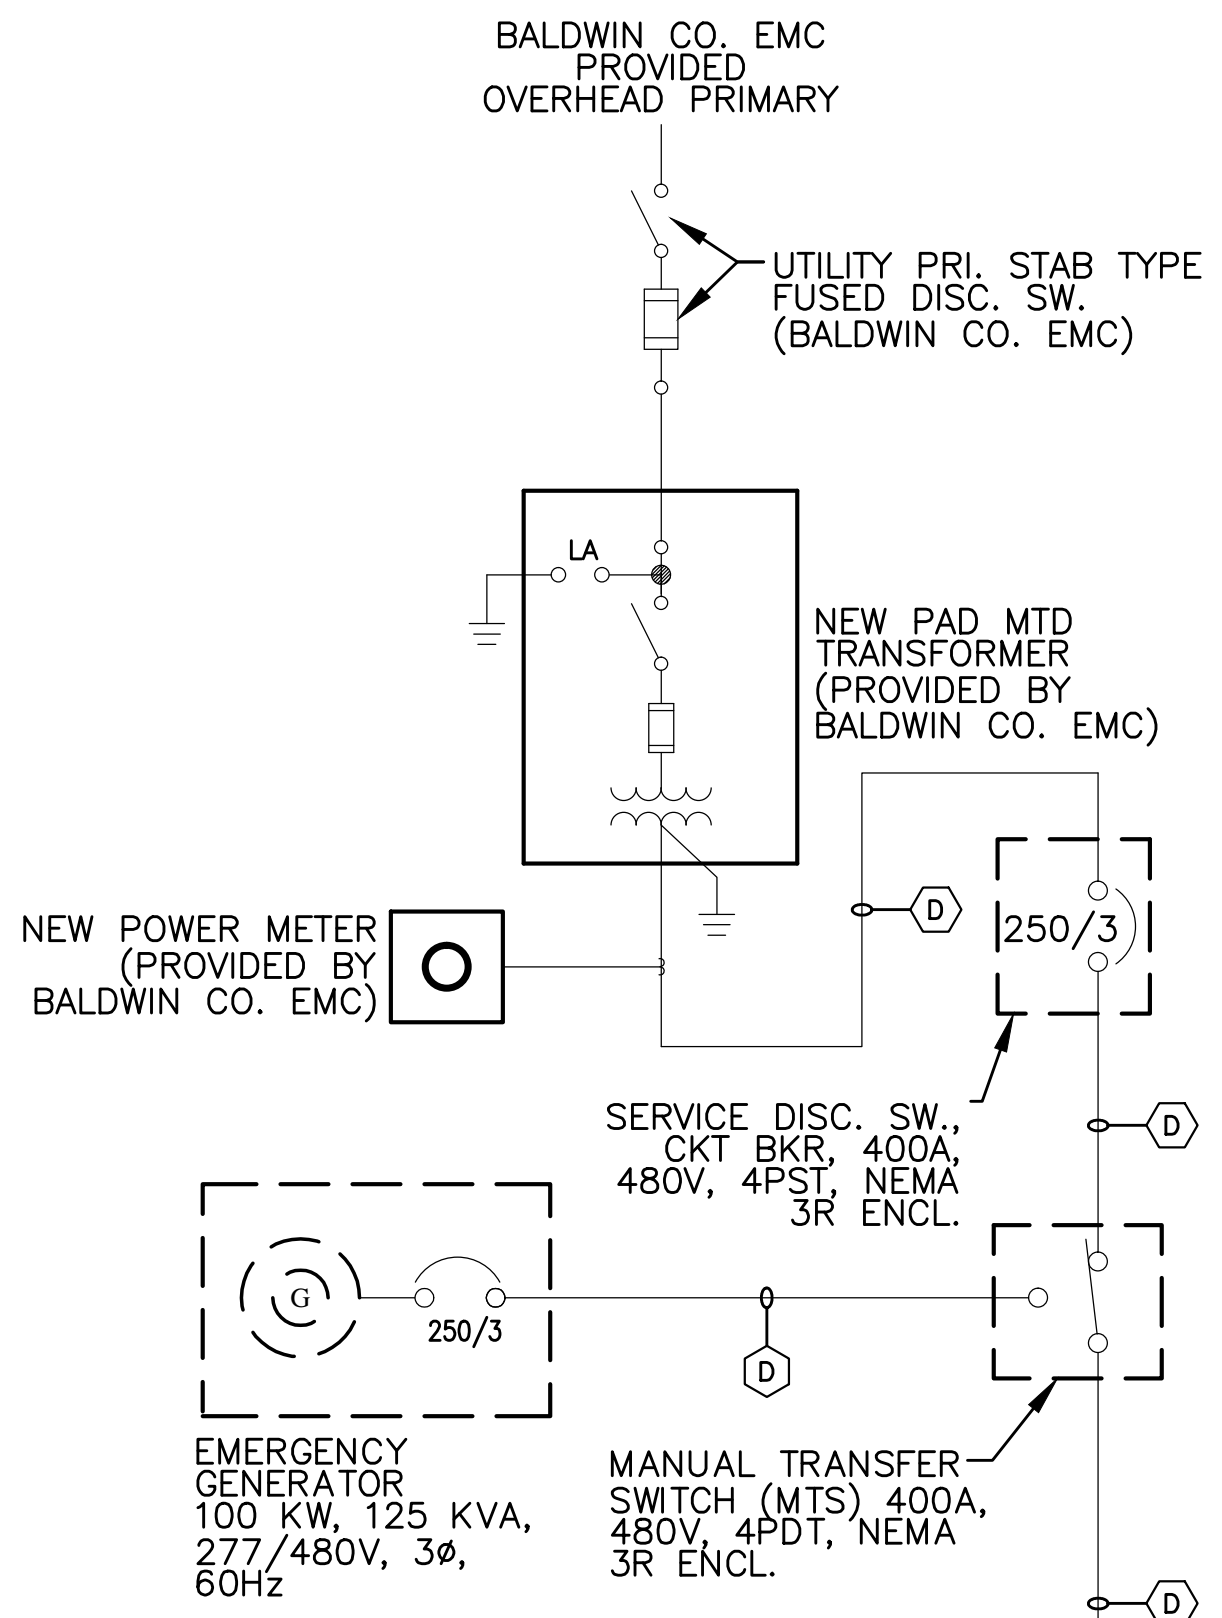 BALDWIN CO. EMC
PROVIDED
OVERHEAD PRIMARY
UTILITY PRI. STAB TYPE
FUSED DISC. SW.
(BALDWIN CO. EMC)
LA
NEW PAD MTD
TRANSFORMER
(PROVIDED BY
BALDWIN CO. EMC)
NEW POWER METER
(PROVIDED BY
BALDWIN CO. EMC)
D
250/3
SERVICE DISC. SW.,
CKT BKR, 400A,
480V, 4PST, NEMA
3R ENCL.
D
G
250/3
D
EMERGENCY
GENERATOR
100 KW, 125 KVA,
277/480V, 3ø,
60Hz
MANUAL TRANSFER
SWITCH (MTS) 400A,
480V, 4PDT, NEMA
3R ENCL.
D